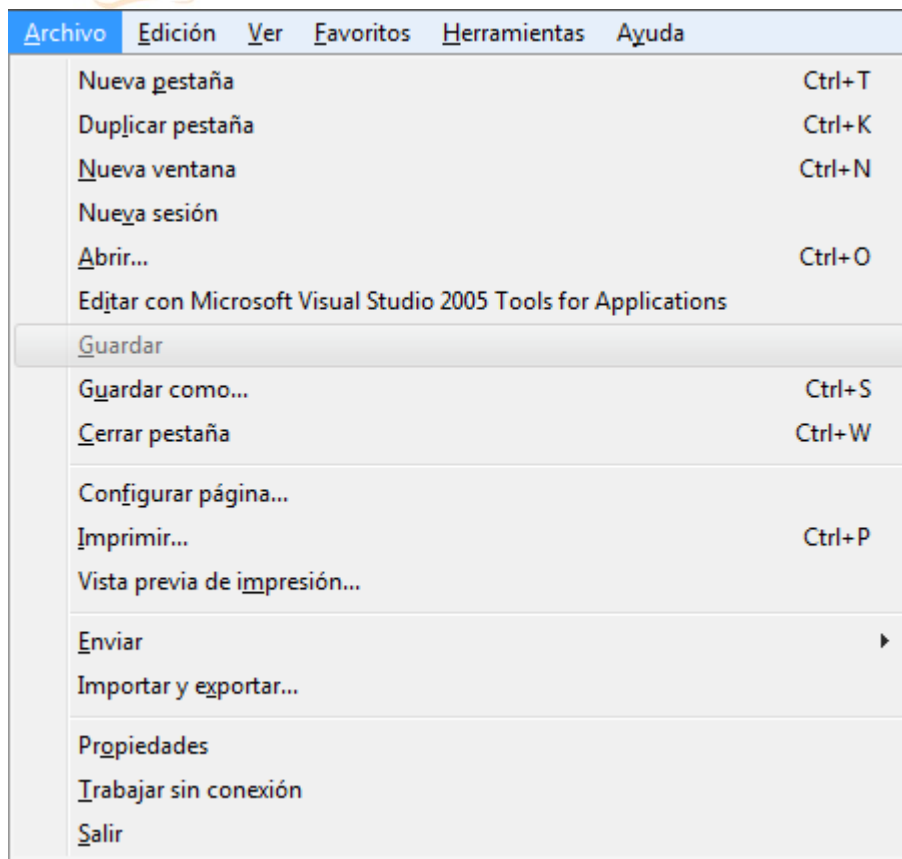 Archivo Edición Ver Favoritos Herramientas Ayuda
Nueva pestaña Ctrl+T
Duplicar pestaña Ctrl+K
Nueva ventana Ctrl+N
Nueva sesión
Abrir... Ctrl+O
Editar con Microsoft Visual Studio 2005 Tools for Applications
Guardar
Guardar como... Ctrl+S
Cerrar pestaña Ctrl+W
Configurar página...
Imprimir... Ctrl+P
Vista previa de impresión...
Enviar
Importar y exportar...
Propiedades
Trabajar sin conexión
Salir